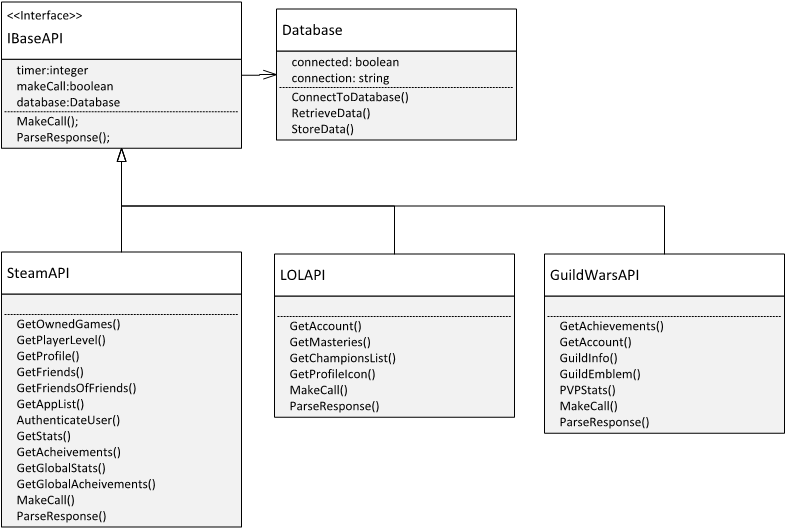 <<Interface>>
IBaseAPI
timer:integer
makeCall:boolean
database:Database
MakeCall();
ParseResponse();
Database
connected: boolean
connection: string
ConnectToDatabase()
RetrieveData()
StoreData()
SteamAPI
GetOwnedGames()
GetPlayerLevel()
GetProfile()
GetFriends()
GetFriendsOfFriends()
GetAppList()
AuthenticateUser()
GetStats()
GetAcheivements()
GetGlobalStats()
GetGlobalAcheivements()
MakeCall()
ParseResponse()
LOLAPI
GetAccount()
GetMasteries()
GetChampionsList()
GetProfileIcon()
MakeCall()
ParseResponse()
GuildWarsAPI
GetAchievements()
GetAccount()
GuildInfo()
GuildEmblem()
PVPStats()
MakeCall()
ParseResponse()